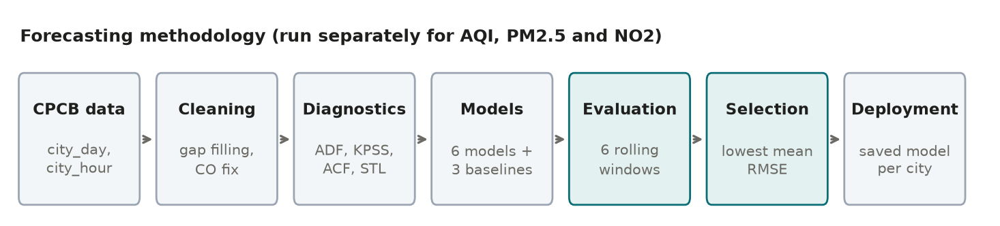 Forecasting methodology (run separately for AQI, PM2.5 and NO2)
CPCB data
city_day,
city_hour
Cleaning
gap filling,
CO fix
Diagnostics
ADF, KPSS,
ACF, STL
Models
6 models +
3 baselines
Evaluation
6 rolling
windows
Selection
lowest mean
RMSE
Deployment
saved model
per city